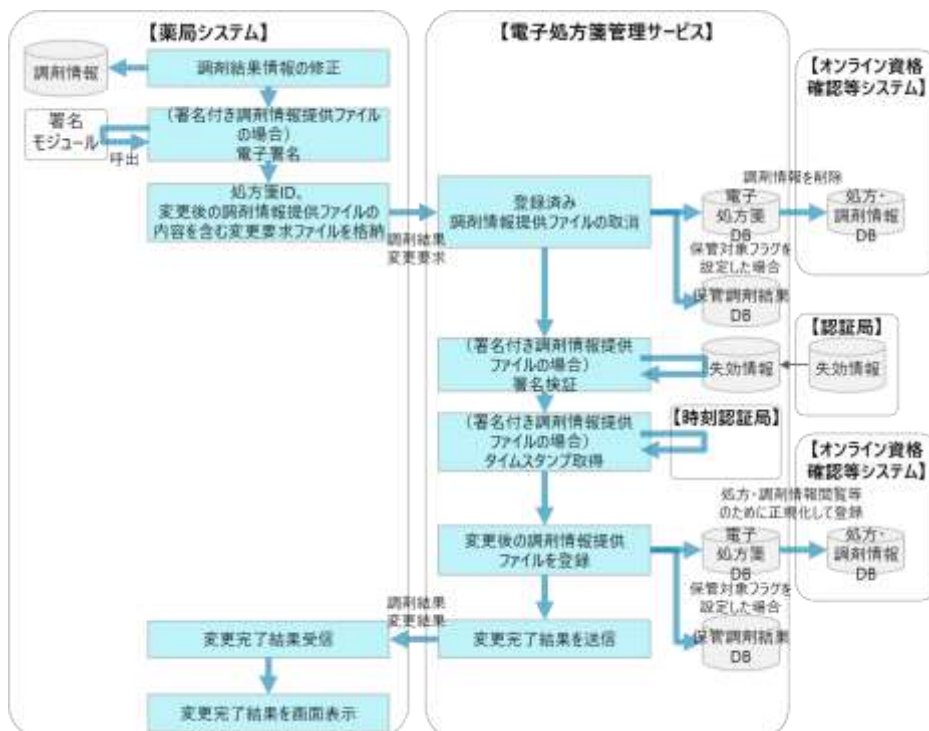 【薬局システム】
調剤情報
調剤結果情報の修正
署名
モジュール
呼出
(署名付き調剤情報提供ファイル
の場合)
電子署名
処方箋ID、
変更後の調剤情報提供ファイルの
内容を含む変更要求ファイルを格納
調剤結果
変更要求
【電子処方箋管理サービス】
登録済み
調剤情報提供ファイルの取消
電子
処方箋
DB
調剤情報を削除
【オンライン資格
確認等システム】
処方・
調剤情報
DB
保管対象フラグを
設定した場合
保管調剤結果
DB
(署名付き調剤情報提供
ファイルの場合)
署名検証
失効情報
【認証局】
失効情報
(署名付き調剤情報提供
ファイルの場合)
タイムスタンプ取得
【時刻認証局】
【オンライン資格
確認等システム】
処方・調剤情報閲覧等
のために正規化して登録
変更後の調剤情報提供
ファイルを登録
電子
処方箋
DB
処方・
調剤情報
DB
保管対象フラグを
設定した場合
保管調剤結果
DB
変更完了結果を送信
調剤結果
変更結果
変更完了結果受信
変更完了結果を画面表示